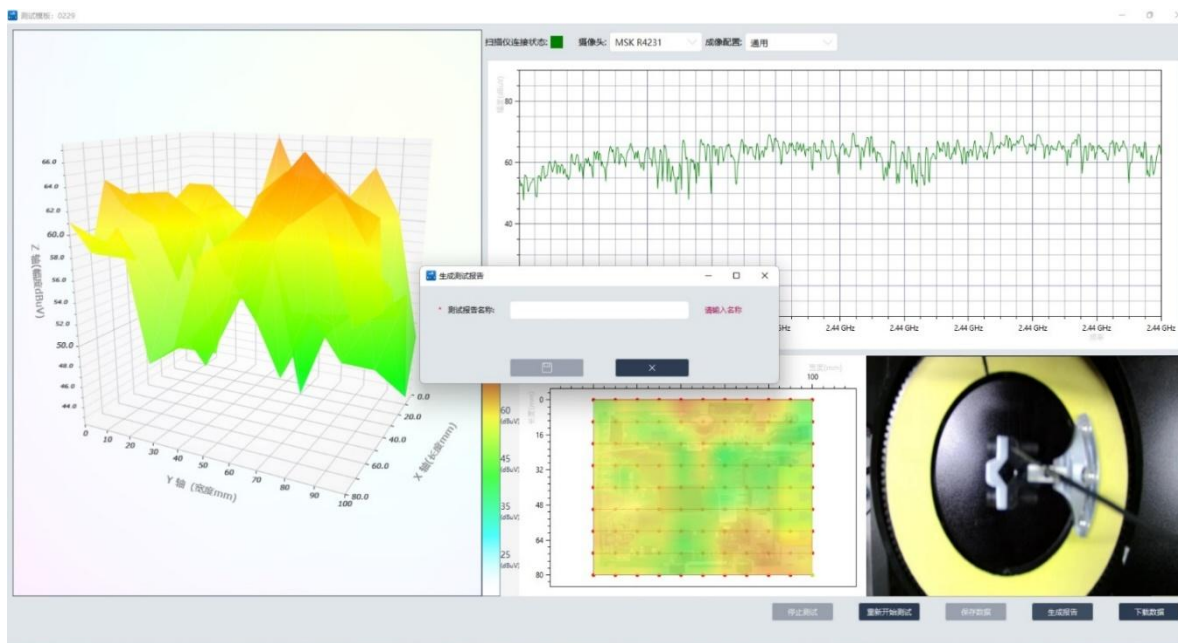 测试模板：0229
扫描仪连接状态:
摄像头: MSK R4231
成像配置: 通用
66.0
64.0
62.0
60.0
58.0
56.0
54.0
52.0
50.0
48.0
46.0
44.0
Z 轴(幅度dBuV)
0 10 20 30 40 50 60 70 80 90 100
Y 轴 (宽度mm)
0.0
20.0
40.0
60.0
80.0
X 轴(长度mm)
80
60
40
GHz 2.44 GHz 2.44 GHz 2.44 GHz 2.44 GHz 2.44 GHz 2.44 GHz
频率
生成测试报告
* 测试报告名称: 请输入名称
60
45
35
25
宽度[mm]
100
0
16
32
48
64
80
停止测试 重新开始测试 保存数据 生成报告 下载数据